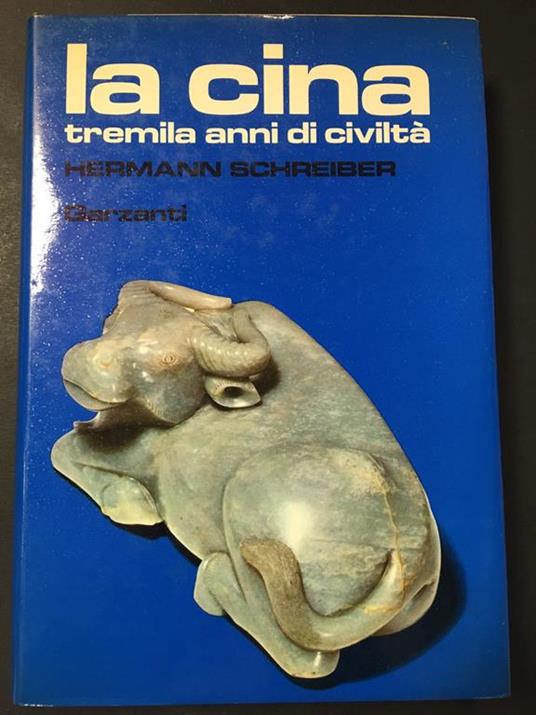 la cina
tremila anni di civiltà
HERMANN SCHREIBER
Garzanti